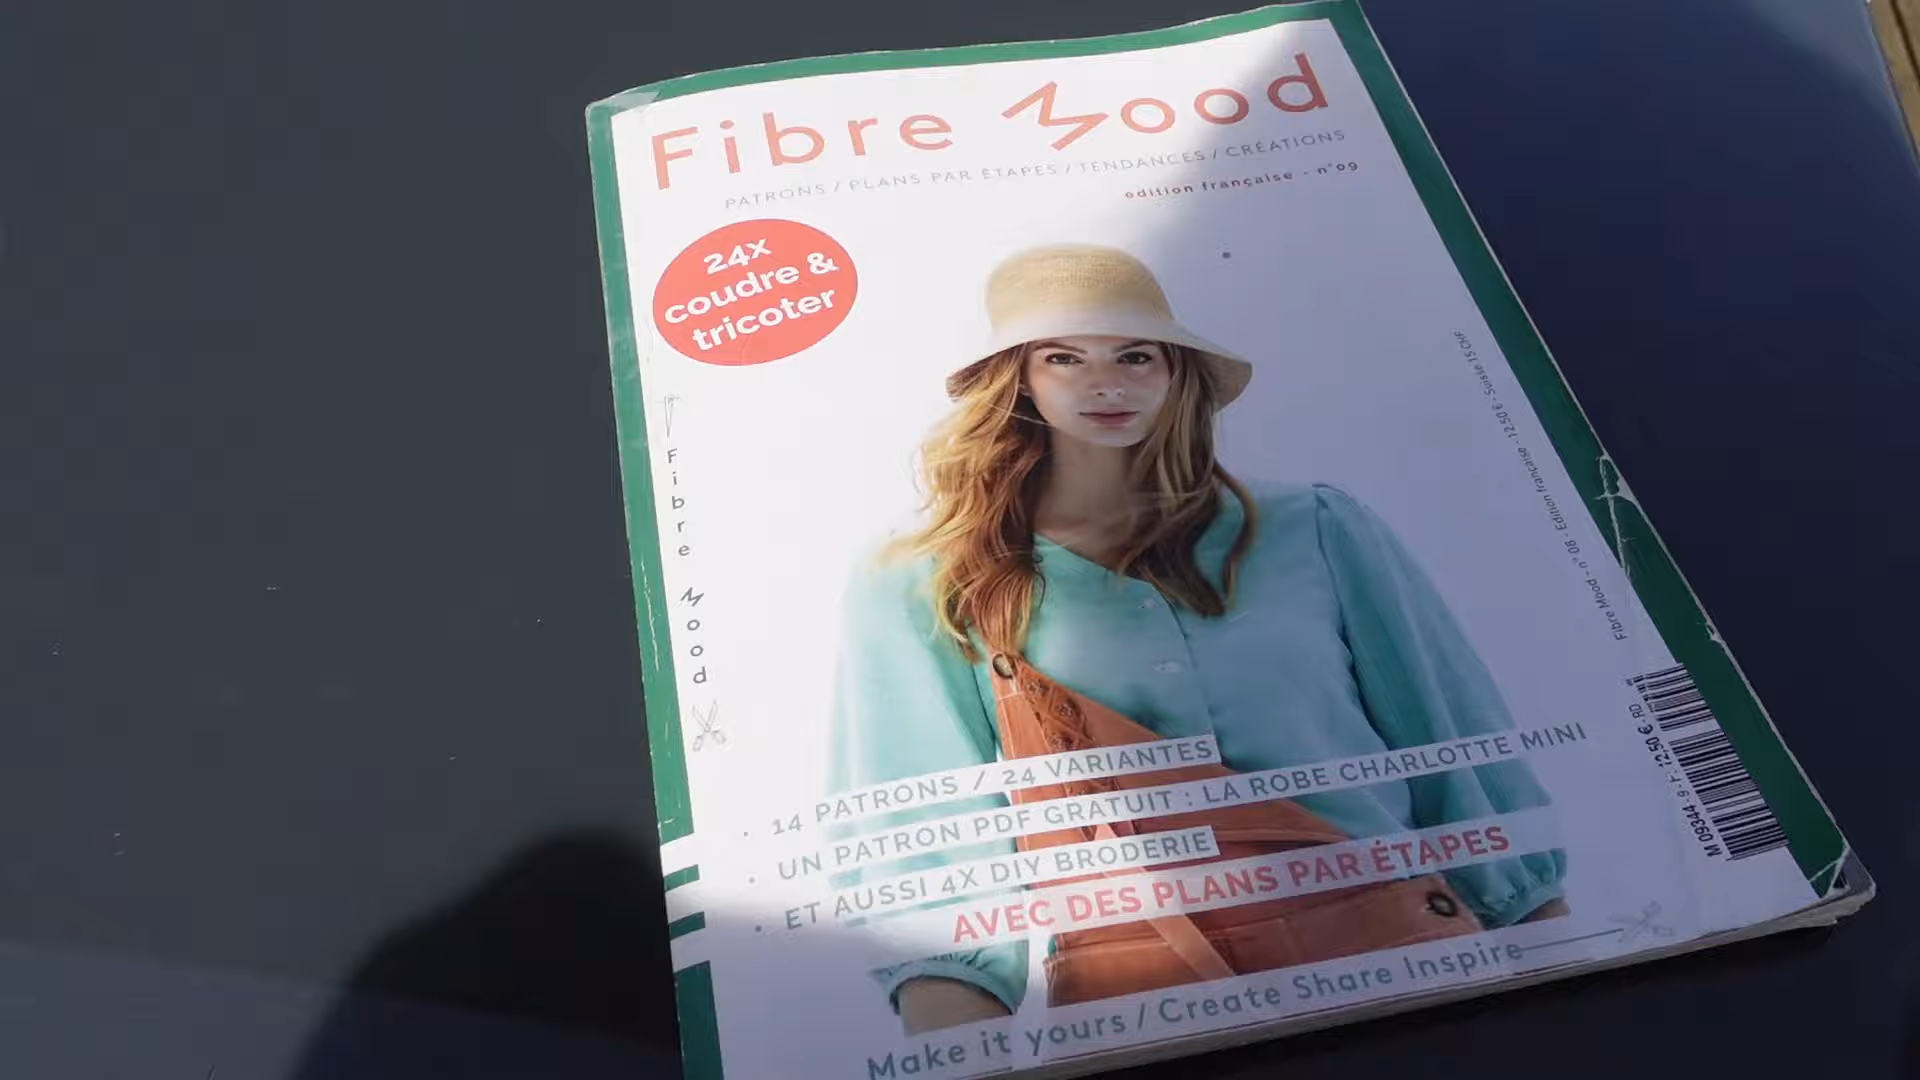 Fibre Mood
PATRONS / PLANS PAR ÉTAPES / TENDANCES / CRÉATIONS
edition française - n°09
24x
coudre &
tricoter
Fibre Mood
Fibre Mood - n°08 - Edition française - 12,50 € - Suisse 15 CHF
• 14 PATRONS / 24 VARIANTES
• UN PATRON PDF GRATUIT : LA ROBE CHARLOTTE MINI
• ET AUSSI 4X DIY BRODERIE
AVEC DES PLANS PAR ÉTAPES
M 09344 - 9 - F: 12,50 € - RD
Make it yours / Create Share Inspire